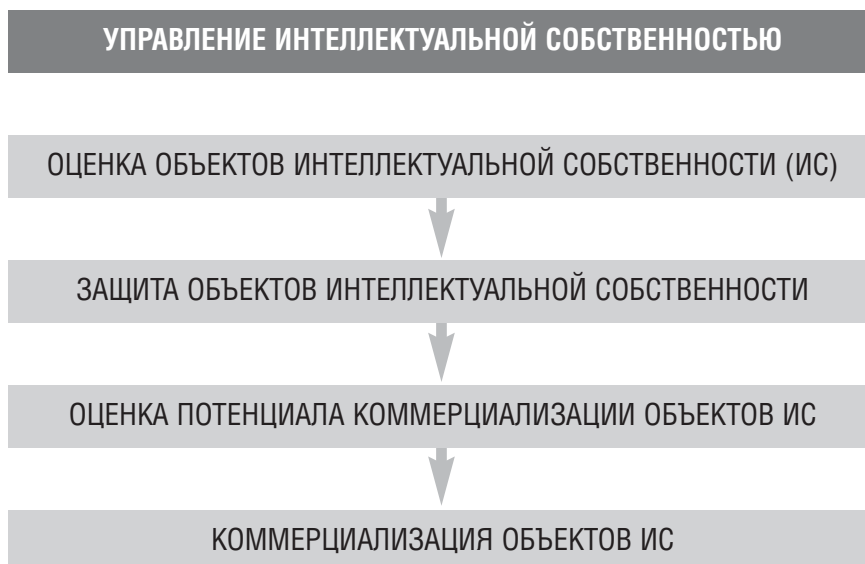 УПРАВЛЕНИЕ ИНТЕЛЛЕКТУАЛЬНОЙ СОБСТВЕННОСТЬЮ
ОЦЕНКА ОБЪЕКТОВ ИНТЕЛЛЕКТУАЛЬНОЙ СОБСТВЕННОСТИ (ИС)
ЗАЩИТА ОБЪЕКТОВ ИНТЕЛЛЕКТУАЛЬНОЙ СОБСТВЕННОСТИ
ОЦЕНКА ПОТЕНЦИАЛА КОММЕРЦИАЛИЗАЦИИ ОБЪЕКТОВ ИС
КОММЕРЦИАЛИЗАЦИЯ ОБЪЕКТОВ ИС